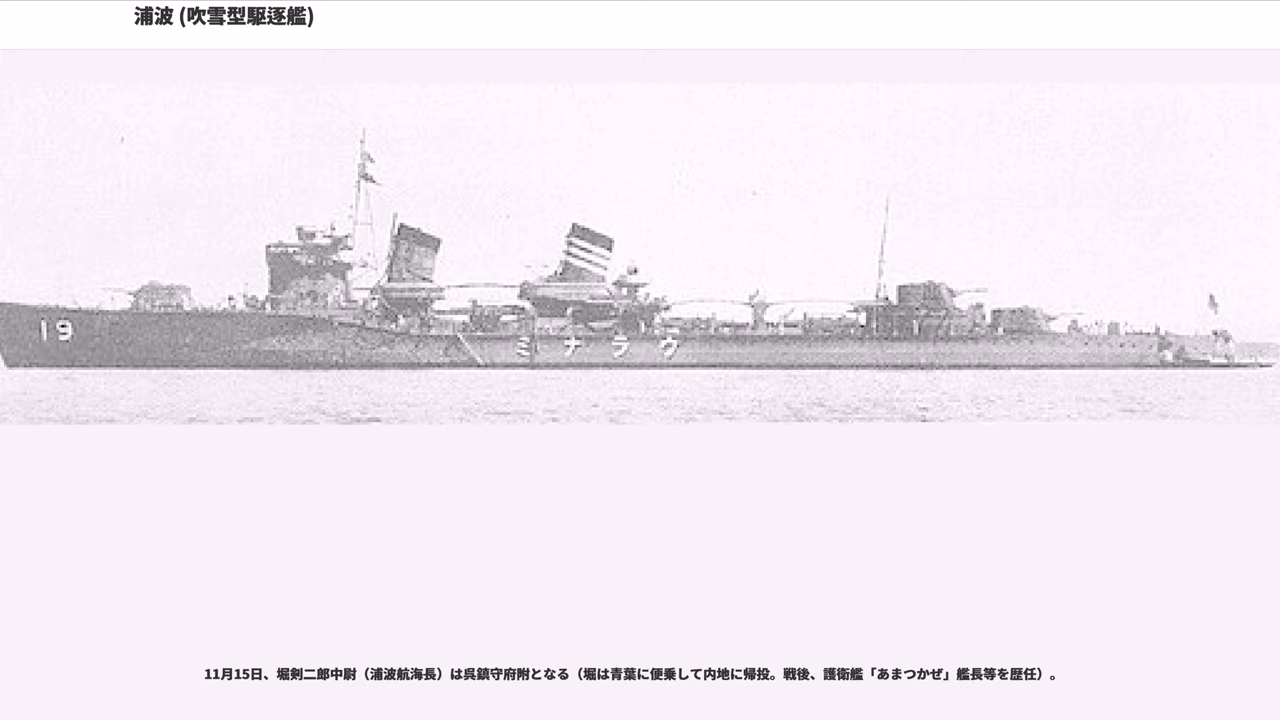 浦波 (吹雪型駆逐艦)
19
ミナラウ
11月15日、堀剣二郎中尉（浦波航海長）は呉鎮守府附となる（堀は青葉に便乗して内地に帰投。戦後、護衛艦「あまつかぜ」艦長等を歴任）。